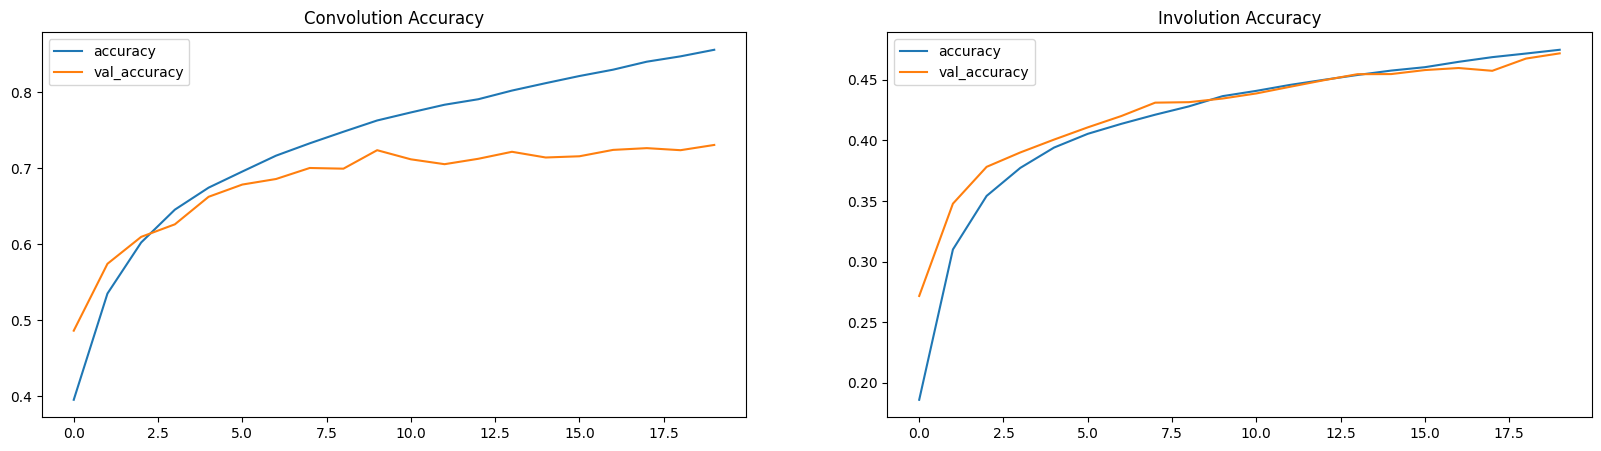 Convolution Accuracy
accuracy
val_accuracy
0.8
0.7
0.6
0.5
0.4
0.0 2.5 5.0 7.5 10.0 12.5 15.0 17.5
Involution Accuracy
accuracy
val_accuracy
0.45
0.40
0.35
0.30
0.25
0.20
0.0 2.5 5.0 7.5 10.0 12.5 15.0 17.5